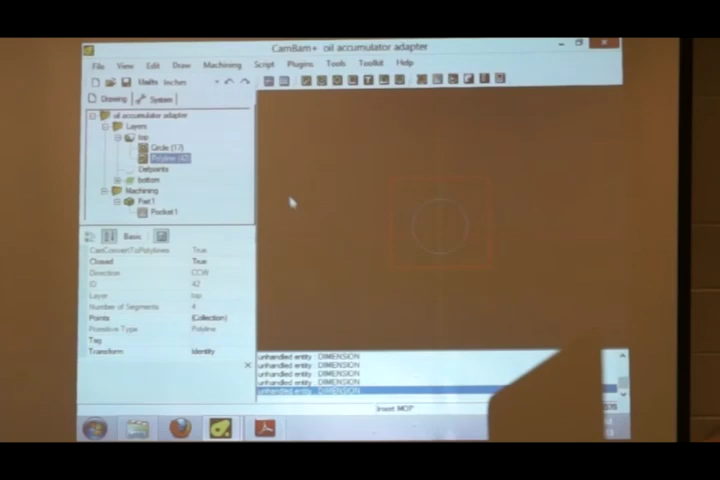 CamBam+ oil accumulator adapter
File View Edit Draw Machining Script Plugins Tools Toolkit Help
Units Inches
Drawing System
oil accumulator adapter
Layers
top
Circle (17)
Polyline (42)
Defpoints
bottom
Machining
Part 1
Pocket1
Basic
CanConvertToPolylines True
Closed True
Direction CCW
ID 42
Layer top
Number of Segments 4
Points (Collection)
Primitive Type Polyline
Tag
Transform Identity
unhandled entity : DIMENSION
unhandled entity : DIMENSION
unhandled entity : DIMENSION
unhandled entity : DIMENSION
unhandled entity : DIMENSION
Insert MOP